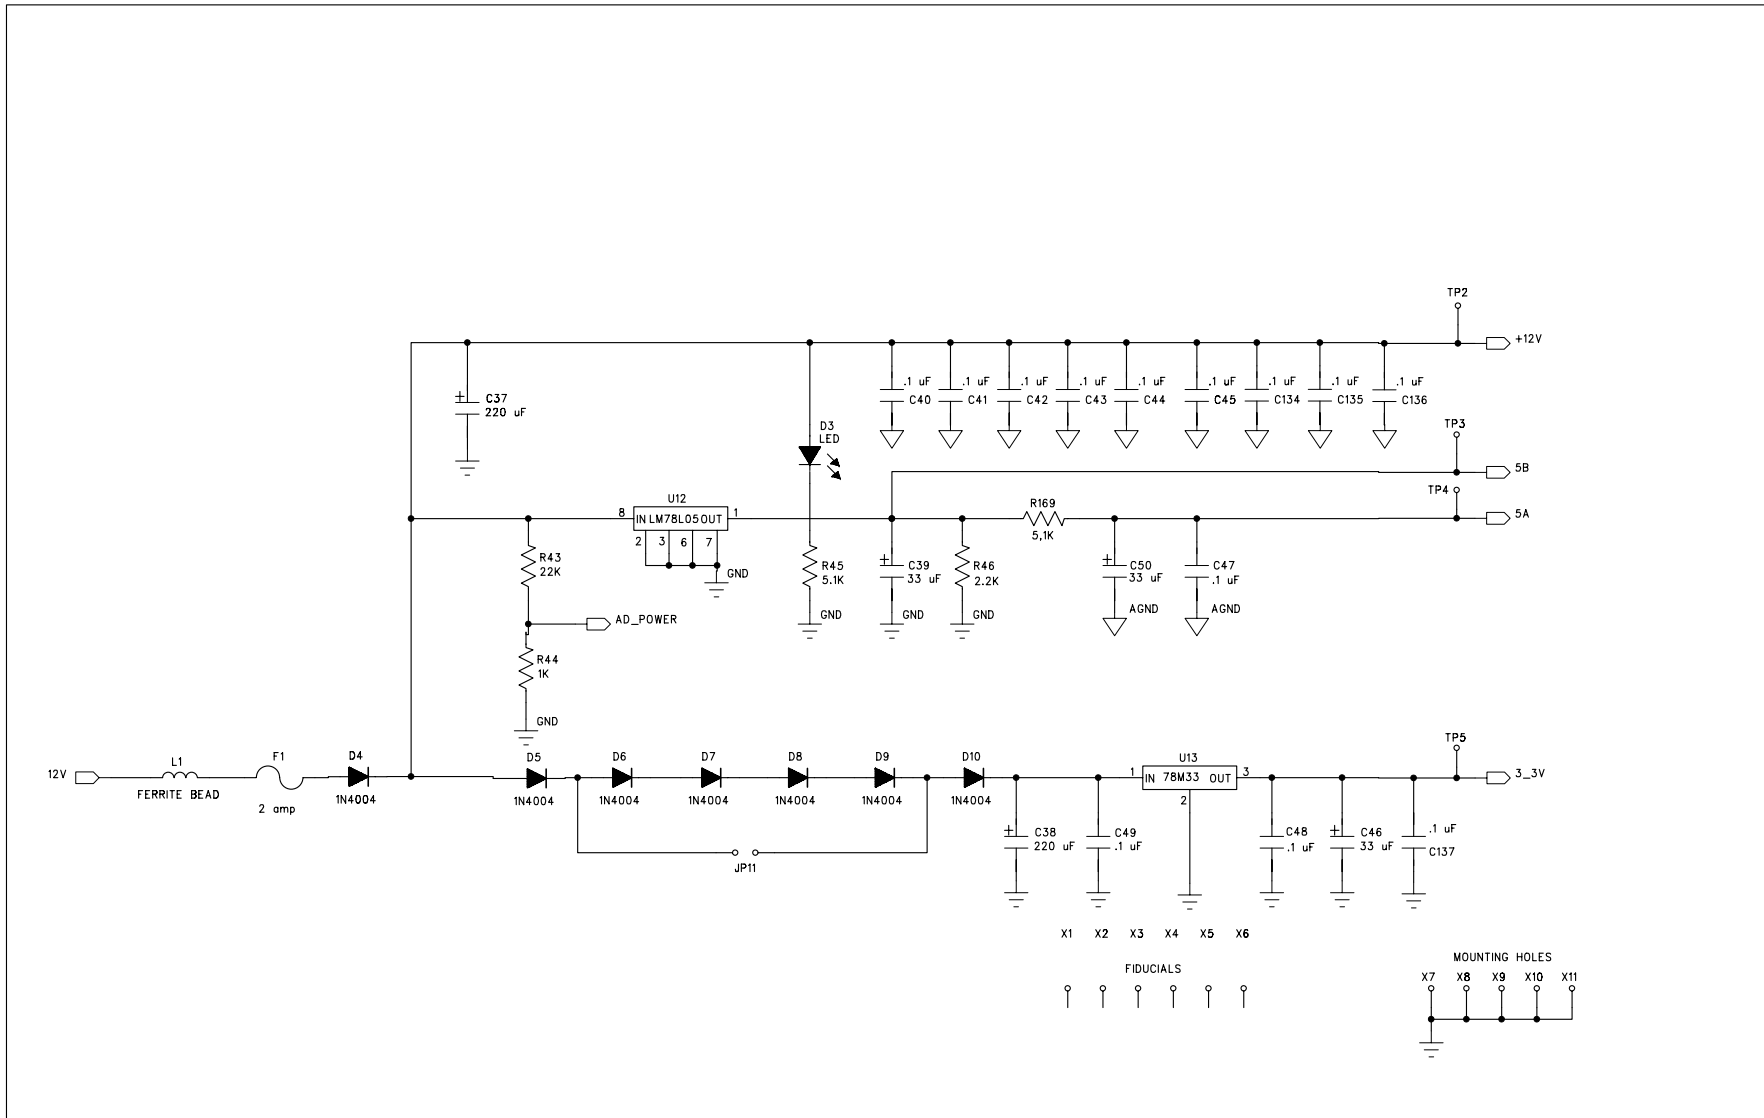 TP2
+12V
.1 uF
.1 uF
.1 uF
.1 uF
.1 uF
.1 uF
.1 uF
.1 uF
.1 uF
+ C37
220 uF
C40
C41
C42
C43
C44
C45
C134
C135
C136
D3
LED
TP3
5B
TP4
5A
U12
8 IN LM78L05 OUT 1
2 3 6 7
GND
R169
5,1K
R43
22K
R45
5.1K
GND
+ C39
33 uF
GND
R46
2.2K
GND
+ C50
33 uF
AGND
C47
.1 uF
AGND
AD_POWER
R44
1K
GND
12V
L1
FERRITE BEAD
F1
2 amp
D4
1N4004
D5
1N4004
D6
1N4004
D7
1N4004
D8
1N4004
D9
1N4004
D10
1N4004
JP11
U13
1 IN 78M33 OUT 3
2
TP5
3_3V
+ C38
220 uF
C49
.1 uF
C48
.1 uF
+ C46
33 uF
.1 uF
C137
X1 X2 X3 X4 X5 X6
FIDUCIALS
MOUNTING HOLES
X7 X8 X9 X10 X11